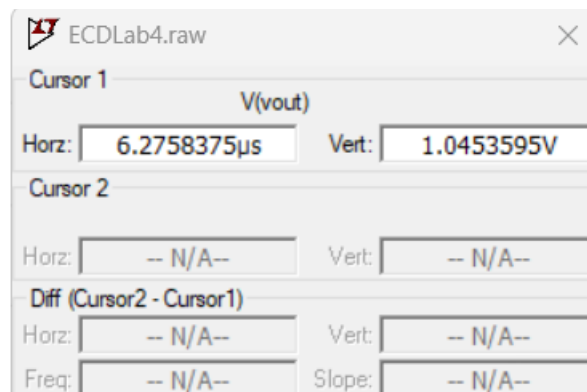 ECDLab4.raw
Cursor 1
V(vout)
Horz: 6.2758375µs Vert: 1.0453595V
Cursor 2
Horz: -- N/A-- Vert: -- N/A--
Diff (Cursor2 - Cursor1)
Horz: -- N/A-- Vert: -- N/A--
Freq: -- N/A-- Slope: -- N/A--